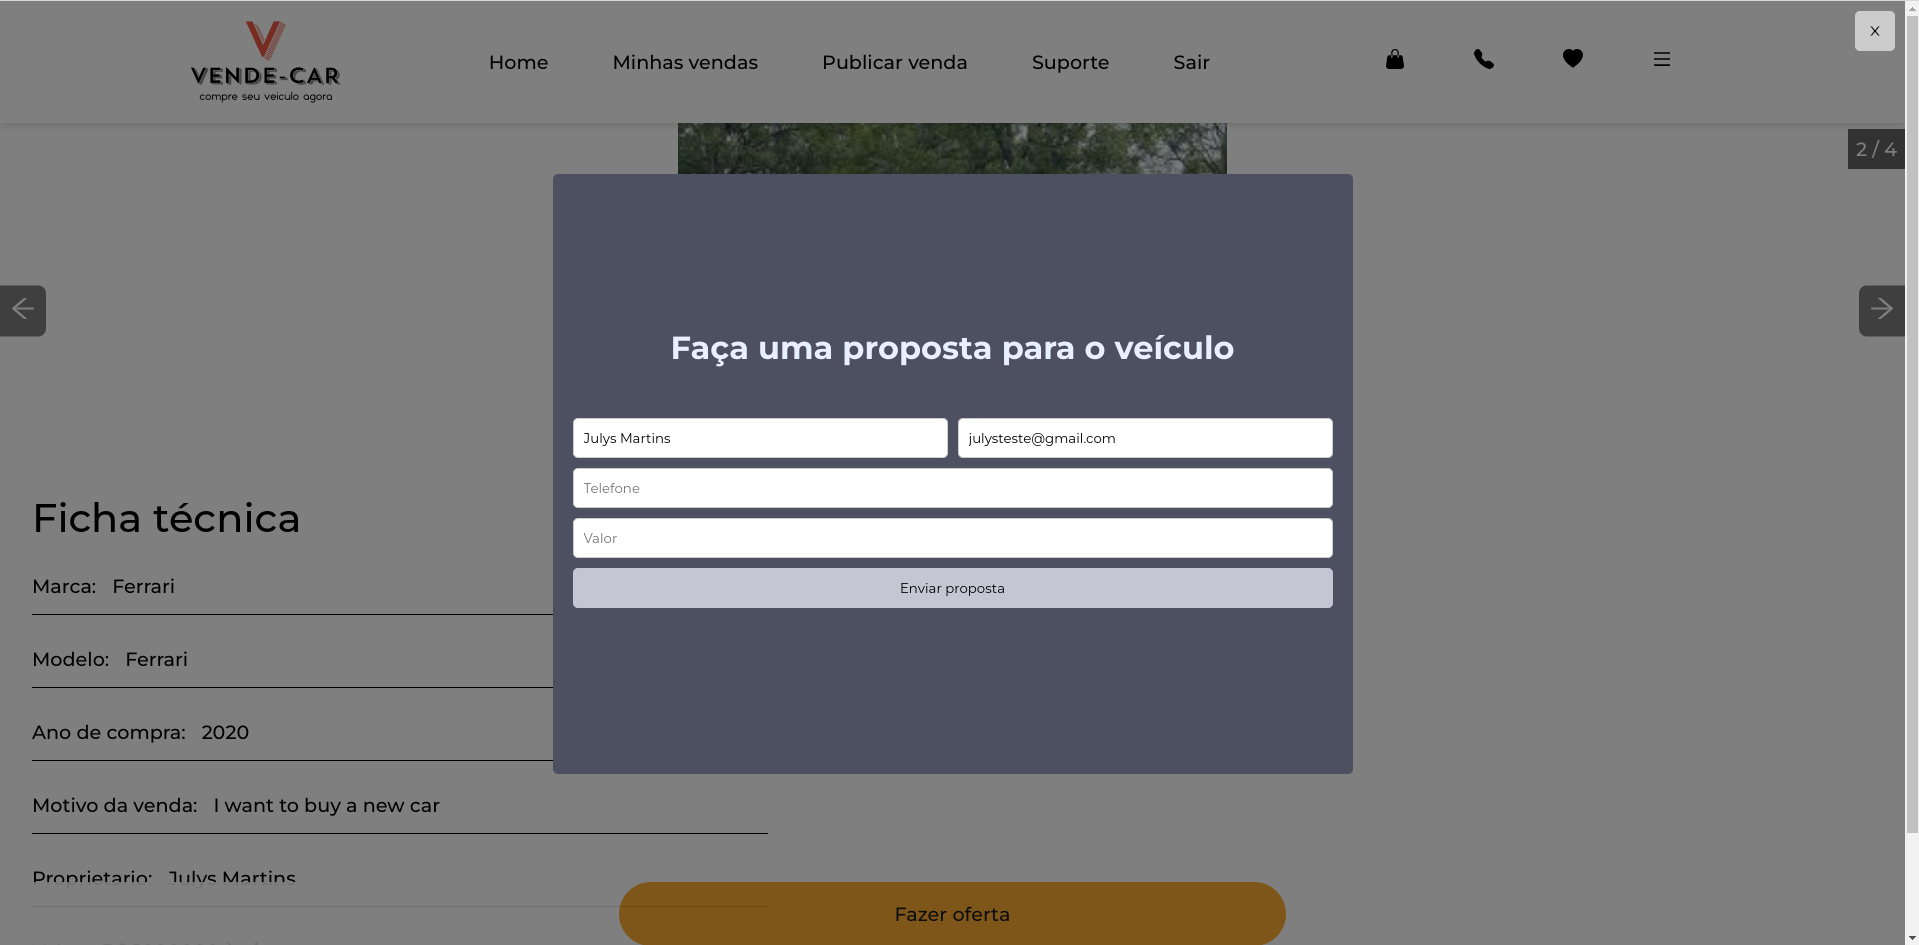 VENDE-CAR
compre seu veiculo agora
Home Minhas vendas Publicar venda Suporte Sair
X
2 / 4
Faça uma proposta para o veículo
Julys Martins julysteste@gmail.com
Telefone
Valor
Enviar proposta
Ficha técnica
Marca: Ferrari
Modelo: Ferrari
Ano de compra: 2020
Motivo da venda: I want to buy a new car
Proprietario: Julys Martins
Fazer oferta